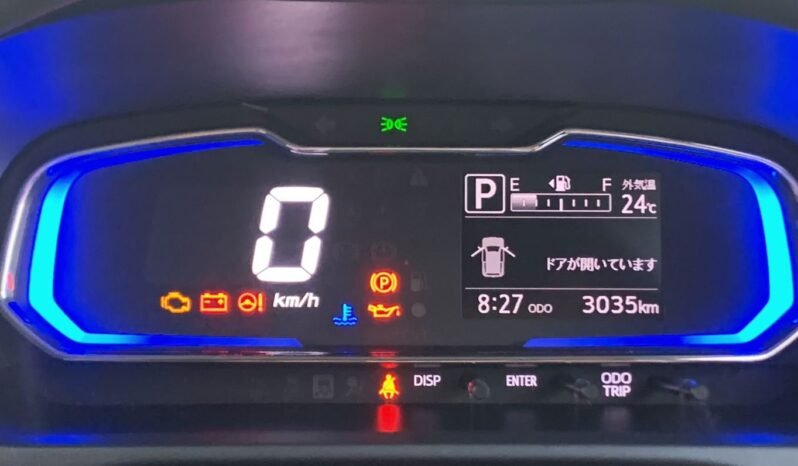 0
km/h
P
P E F 外気温
24℃
ドアが開いています
8:27 ODO 3035km
DISP ENTER ODO
TRIP